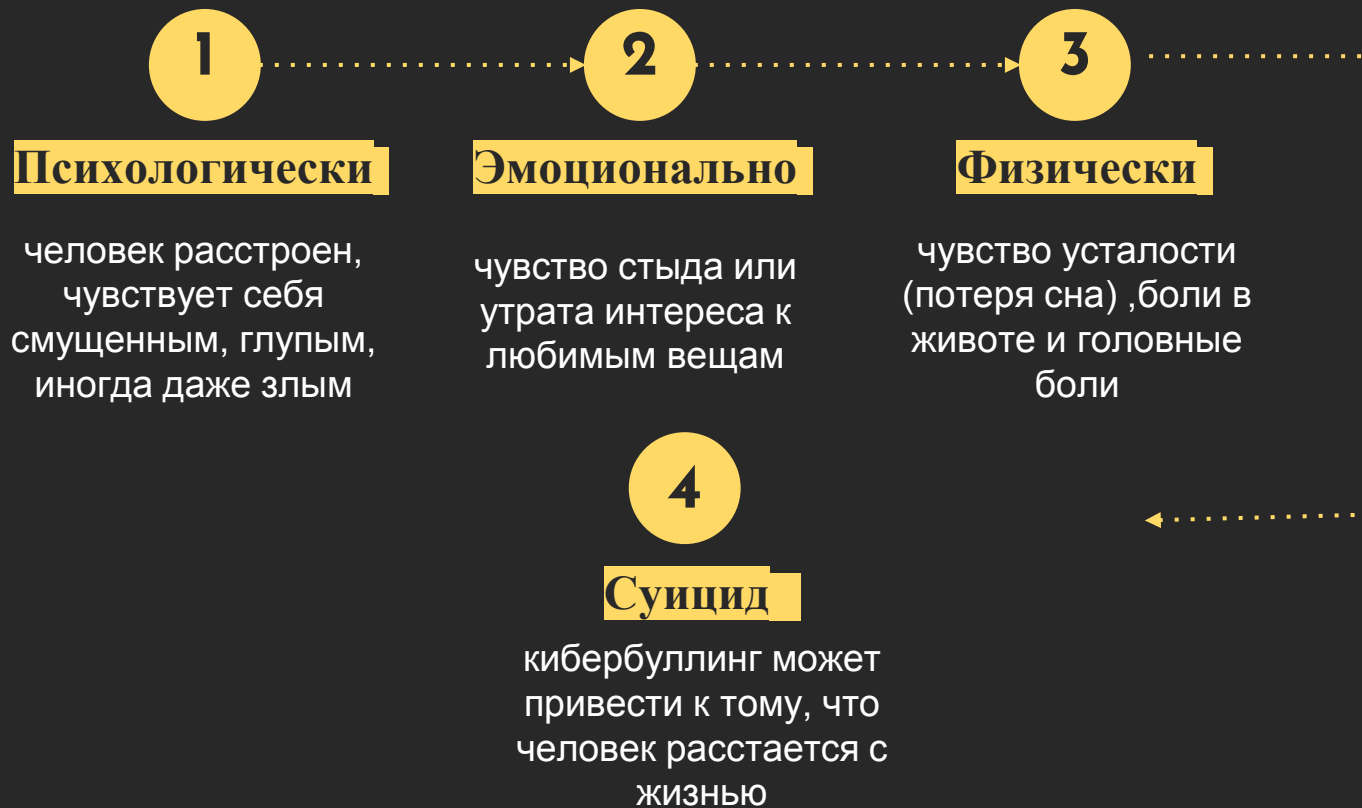 1
2
3
Психологически
Эмоционально
Физически
человек расстроен,
чувствует себя
смущенным, глупым,
иногда даже злым
чувство стыда или
утрата интереса к
любимым вещам
чувство усталости
(потеря сна) ,боли в
животе и головные
боли
4
Суицид
кибербуллинг может
привести к тому, что
человек расстается с
жизнью